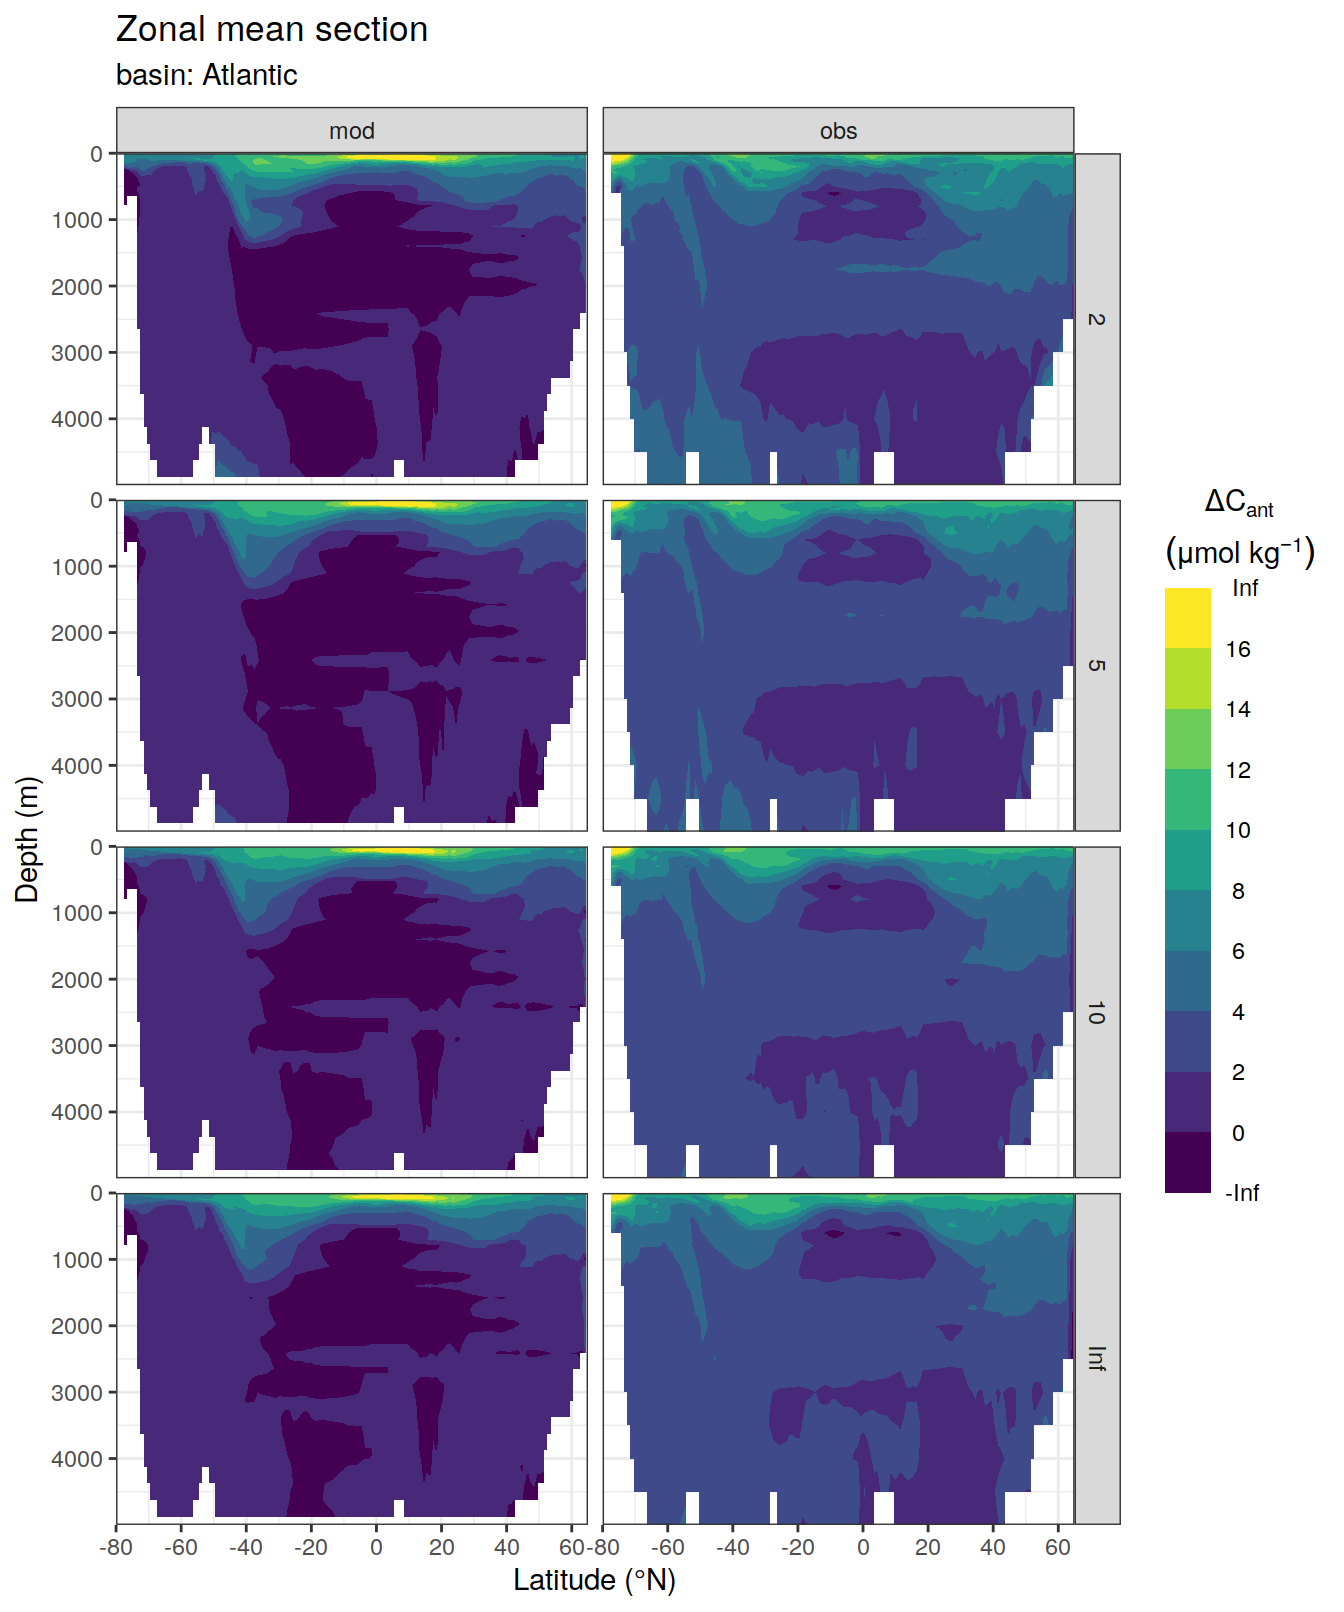 Zonal mean section
basin: Atlantic
mod obs
0
1000
2000
3000
4000
2
0
1000
2000
3000
4000
5
0
1000
2000
3000
4000
10
0
1000
2000
3000
4000
Inf
-80 -60 -40 -20 0 20 40 60 -80 -60 -40 -20 0 20 40 60
Latitude (°N)
Depth (m)
ΔCant
(μmol kg⁻¹)
Inf
16
14
12
10
8
6
4
2
0
-Inf